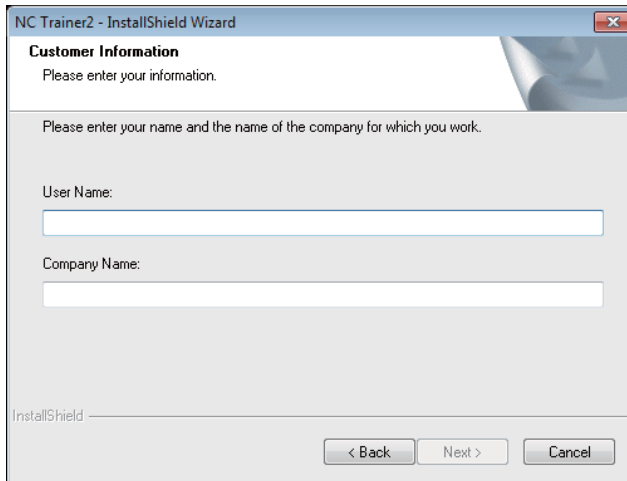 NC Trainer2 - InstallShield Wizard
Customer Information
Please enter your information.
Please enter your name and the name of the company for which you work.
User Name:
Company Name:
InstallShield
< Back Next > Cancel